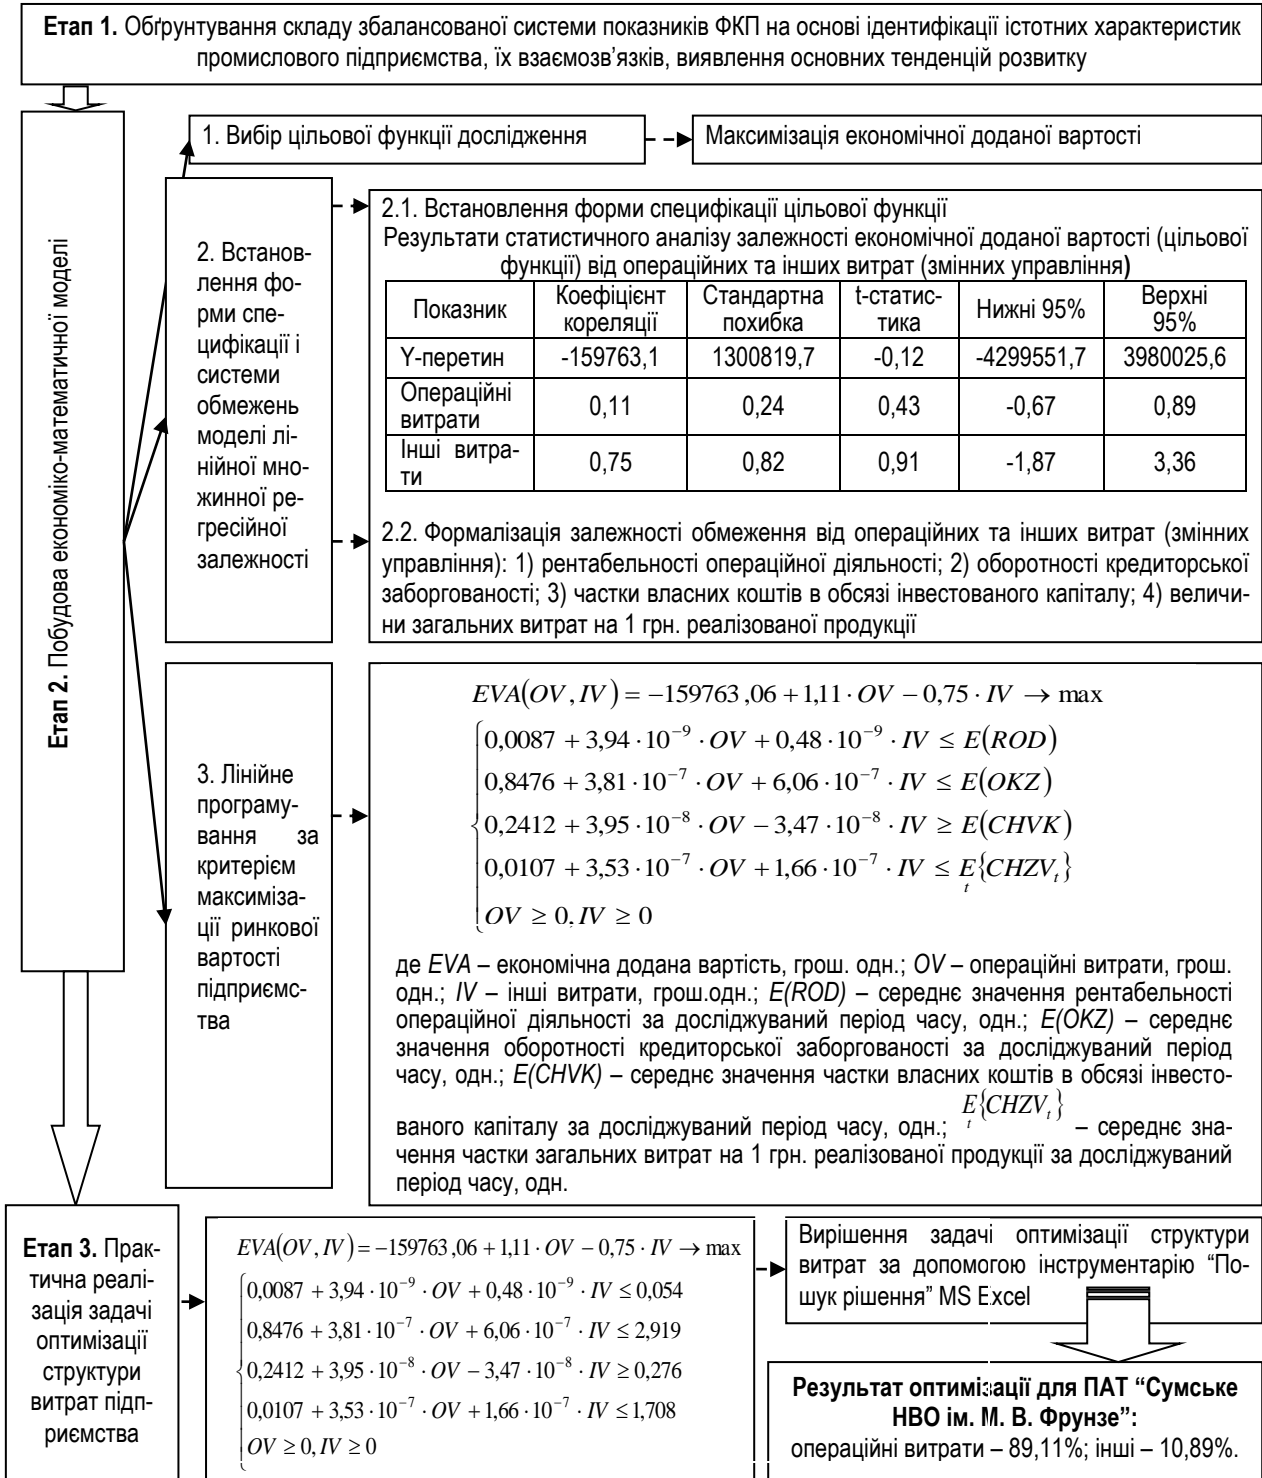 Етап 1. Обґрунтування складу збалансованої системи показників ФКП на основі ідентифікації істотних характеристик
промислового підприємства, їх взаємозв'язків, виявлення основних тенденцій розвитку
Етап 2. Побудова економіко-математичної моделі
1. Вибір цільової функції дослідження
Максимізація економічної доданої вартості
2. Встанов-
лення фо-
рми спе-
цифікації і
системи
обмежень
моделі лі-
нійної мно-
жинної ре-
гресійної
залежності
2.1. Встановлення форми специфікації цільової функції
Результати статистичного аналізу залежності економічної доданої вартості (цільової
функції) від операційних та інших витрат (змінних управління)
Показник Коефіцієнт кореляції Стандартна похибка t-статис-тика Нижні 95% Верхні 95%
Y-перетин -159763,1 1300819,7 -0,12 -4299551,7 3980025,6
Операційні витрати 0,11 0,24 0,43 -0,67 0,89
Інші витра-ти 0,75 0,82 0,91 -1,87 3,36
2.2. Формалізація залежності обмеження від операційних та інших витрат (змінних
управління): 1) рентабельності операційної діяльності; 2) оборотності кредиторської
заборгованості; 3) частки власних коштів в обсязі інвестованого капіталу; 4) величи-
ни загальних витрат на 1 грн. реалізованої продукції
3. Лінійне
програму-
вання за
критерієм
максиміза-
ції ринкової
вартості
підприємс-
тва
EVA(OV, IV) = −159763,06 + 1,11 · OV − 0,75 · IV → max
0,0087 + 3,94 · 10⁻⁹ · OV + 0,48 · 10⁻⁹ · IV ≤ E(ROD)
0,8476 + 3,81 · 10⁻⁷ · OV + 6,06 · 10⁻⁷ · IV ≤ E(OKZ)
0,2412 + 3,95 · 10⁻⁸ · OV − 3,47 · 10⁻⁸ · IV ≥ E(CHVK)
0,0107 + 3,53 · 10⁻⁷ · OV + 1,66 · 10⁻⁷ · IV ≤ E_t{CHZV_t}
OV ≥ 0, IV ≥ 0
де EVA – економічна додана вартість, грош. одн.; OV – операційні витрати, грош.
одн.; IV – інші витрати, грош.одн.; E(ROD) – середнє значення рентабельності
операційної діяльності за досліджуваний період часу, одн.; E(OKZ) – середнє
значення оборотності кредиторської заборгованості за досліджуваний період
часу, одн.; E(CHVK) – середнє значення частки власних коштів в обсязі інвесто-
ваного капіталу за досліджуваний період часу, одн.; E_t{CHZV_t} – середнє зна-
чення частки загальних витрат на 1 грн. реалізованої продукції за досліджуваний
період часу, одн.
Етап 3. Прак-
тична реалі-
зація задачі
оптимізації
структури
витрат підп-
риємства
EVA(OV, IV) = −159763,06 + 1,11 · OV − 0,75 · IV → max
0,0087 + 3,94 · 10⁻⁹ · OV + 0,48 · 10⁻⁹ · IV ≤ 0,054
0,8476 + 3,81 · 10⁻⁷ · OV + 6,06 · 10⁻⁷ · IV ≤ 2,919
0,2412 + 3,95 · 10⁻⁸ · OV − 3,47 · 10⁻⁸ · IV ≥ 0,276
0,0107 + 3,53 · 10⁻⁷ · OV + 1,66 · 10⁻⁷ · IV ≤ 1,708
OV ≥ 0, IV ≥ 0
Вирішення задачі оптимізації структури
витрат за допомогою інструментарію “По-
шук рішення” MS Excel
Результат оптимізації для ПАТ “Сумське
НВО ім. М. В. Фрунзе”:
операційні витрати – 89,11%; інші – 10,89%.